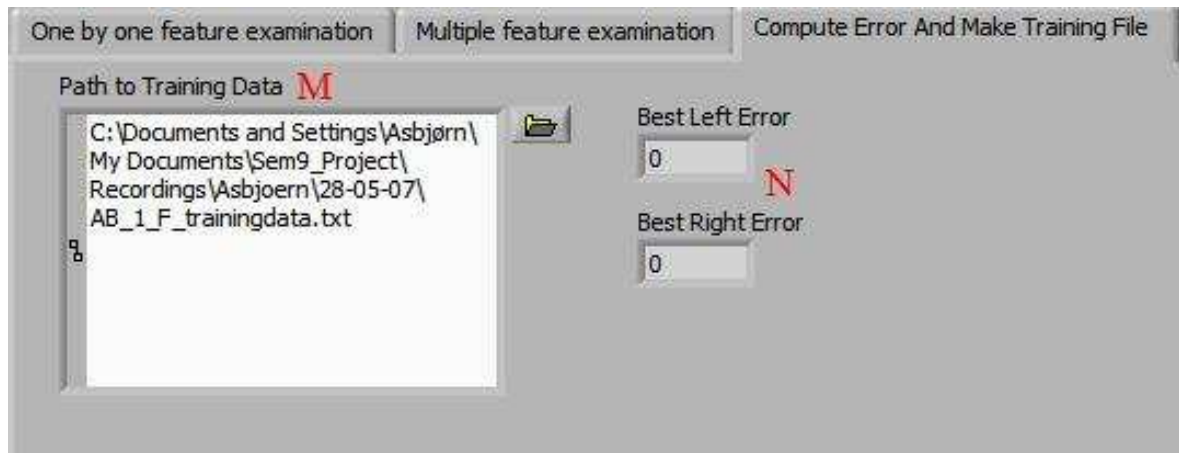 One by one feature examination
Multiple feature examination
Compute Error And Make Training File
Path to Training Data M
C:\Documents and Settings\Asbjørn\
My Documents\Sem9_Project\
Recordings\Asbjoern\28-05-07\
AB_1_F_trainingdata.txt
Best Left Error
0
N
Best Right Error
0